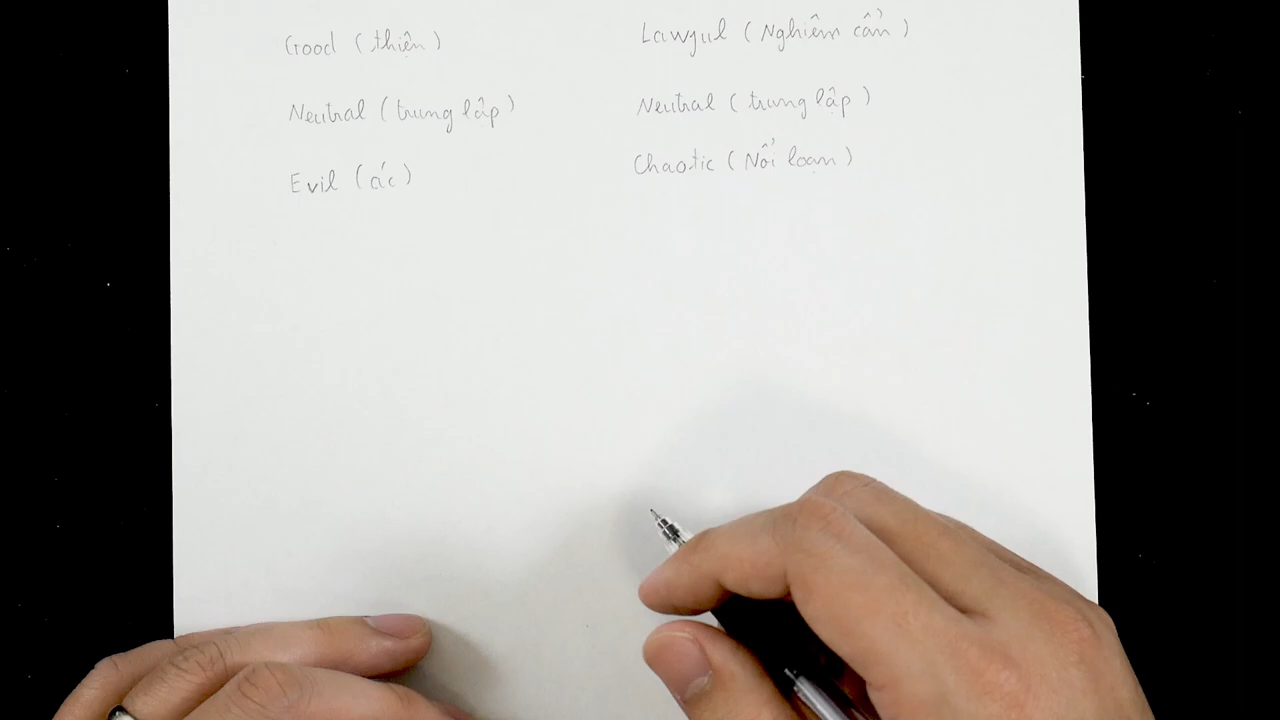 Good (thiện)
Neutral (trung lập)
Evil (ác)
Lawful (Nghiêm cẩn)
Neutral (trung lập)
Chaotic (Nổi loạn)